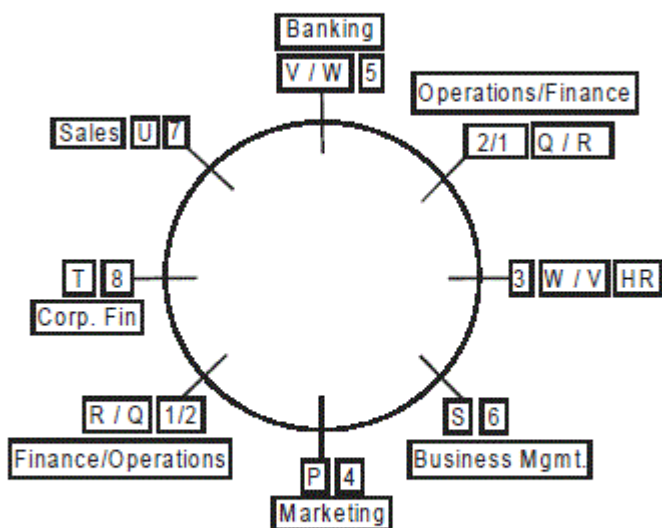 Banking
V / W 5
Operations/Finance
Sales U 7
2/1 Q / R
T 8
3 W / V HR
Corp. Fin
R / Q 1/2
S 6
Finance/Operations
Business Mgmt.
P 4
Marketing